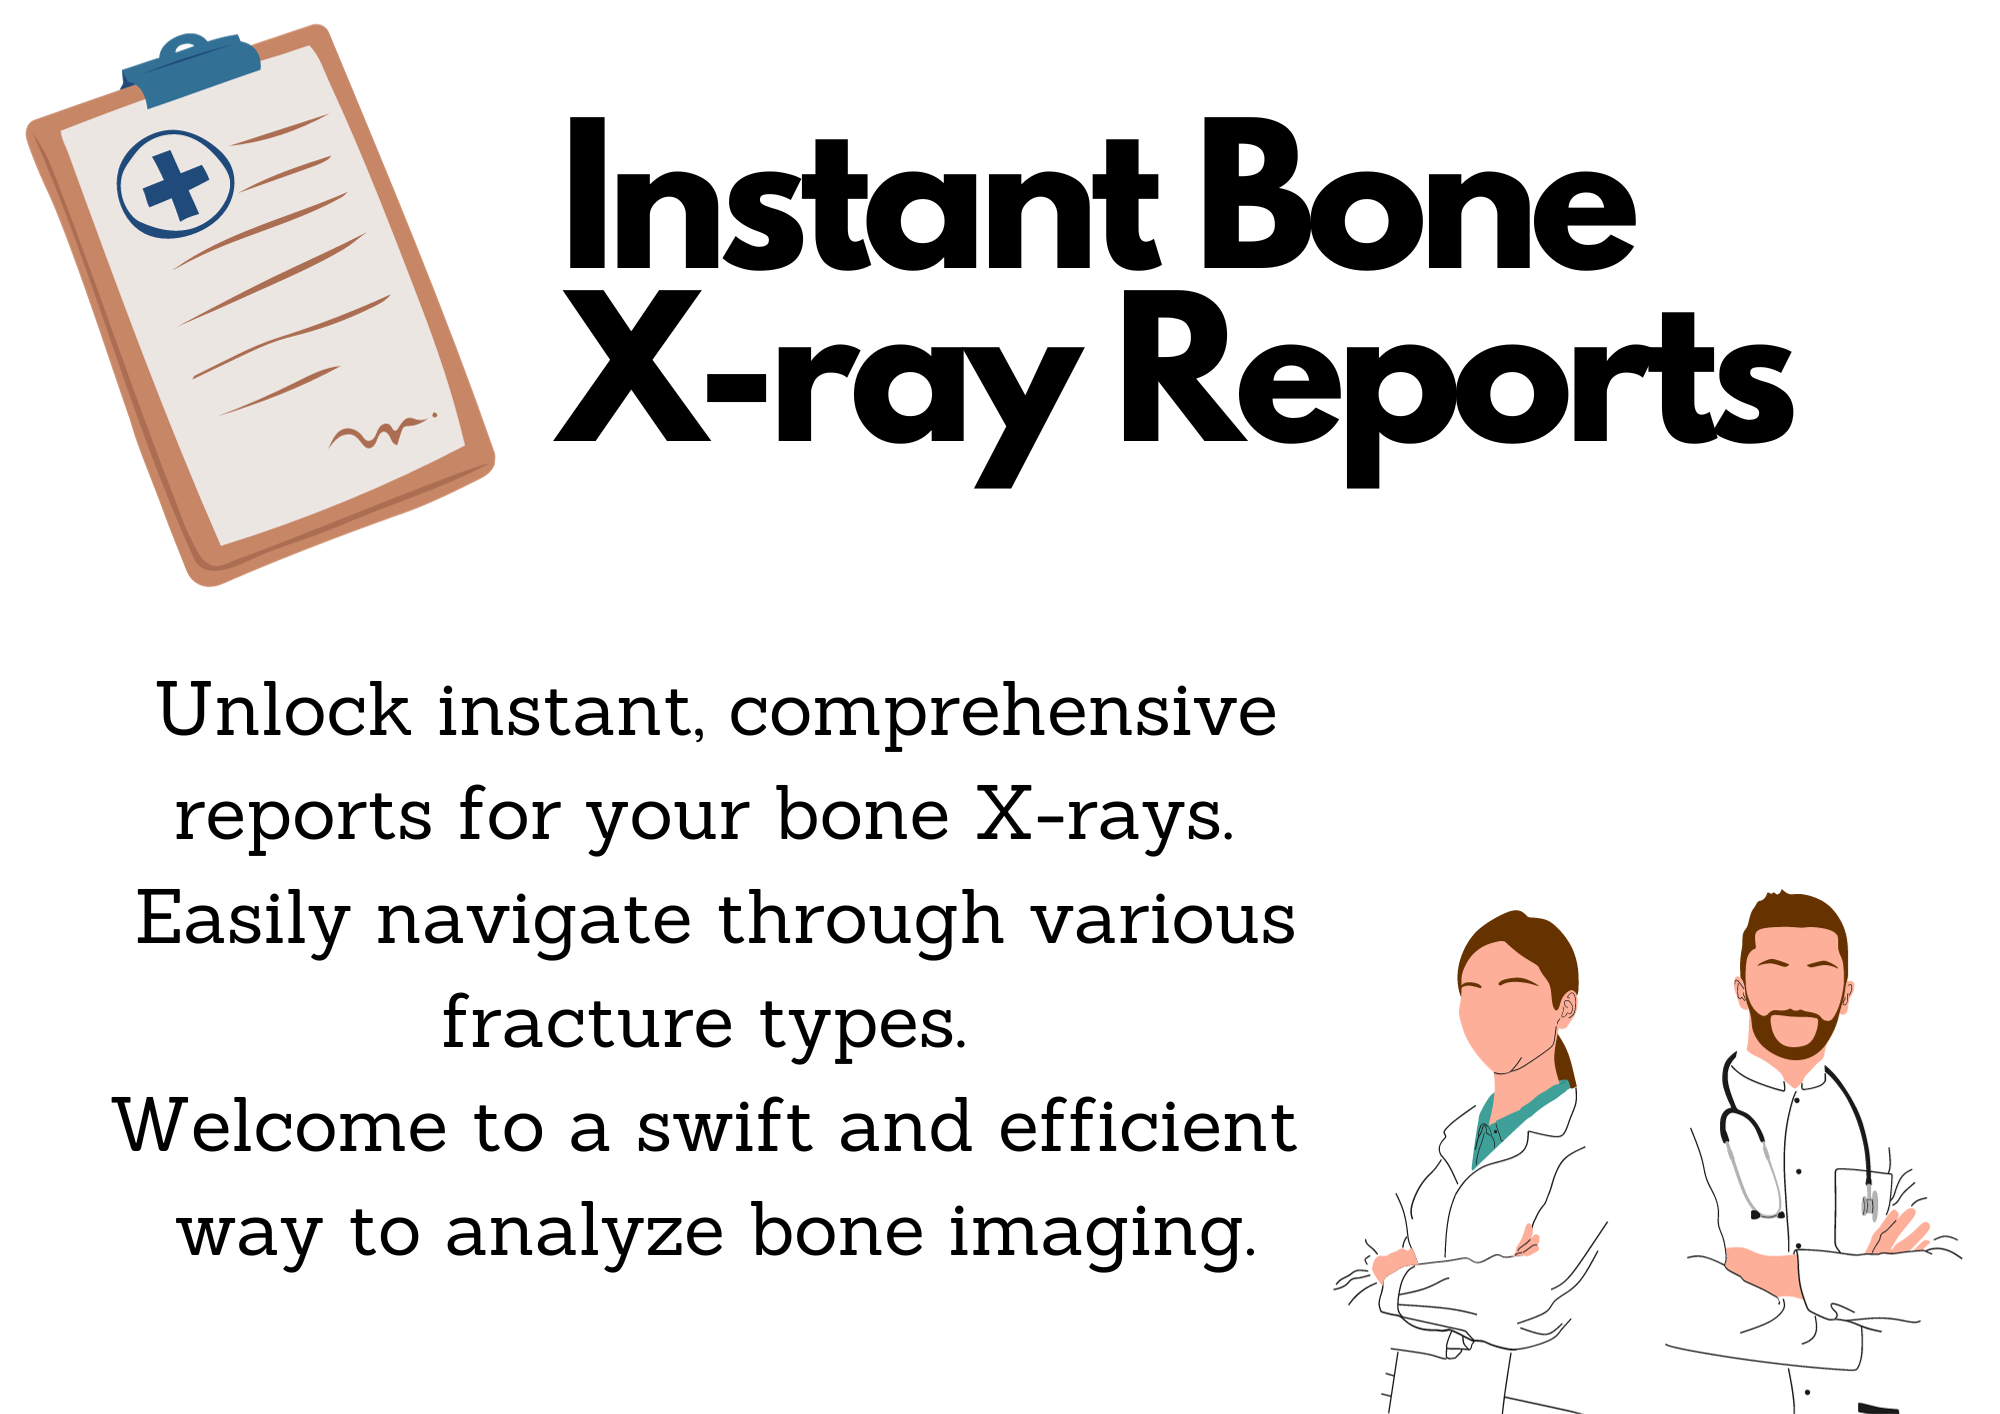 Instant Bone
X-ray Reports
Unlock instant, comprehensive
reports for your bone X-rays.
Easily navigate through various
fracture types.
Welcome to a swift and efficient
way to analyze bone imaging.